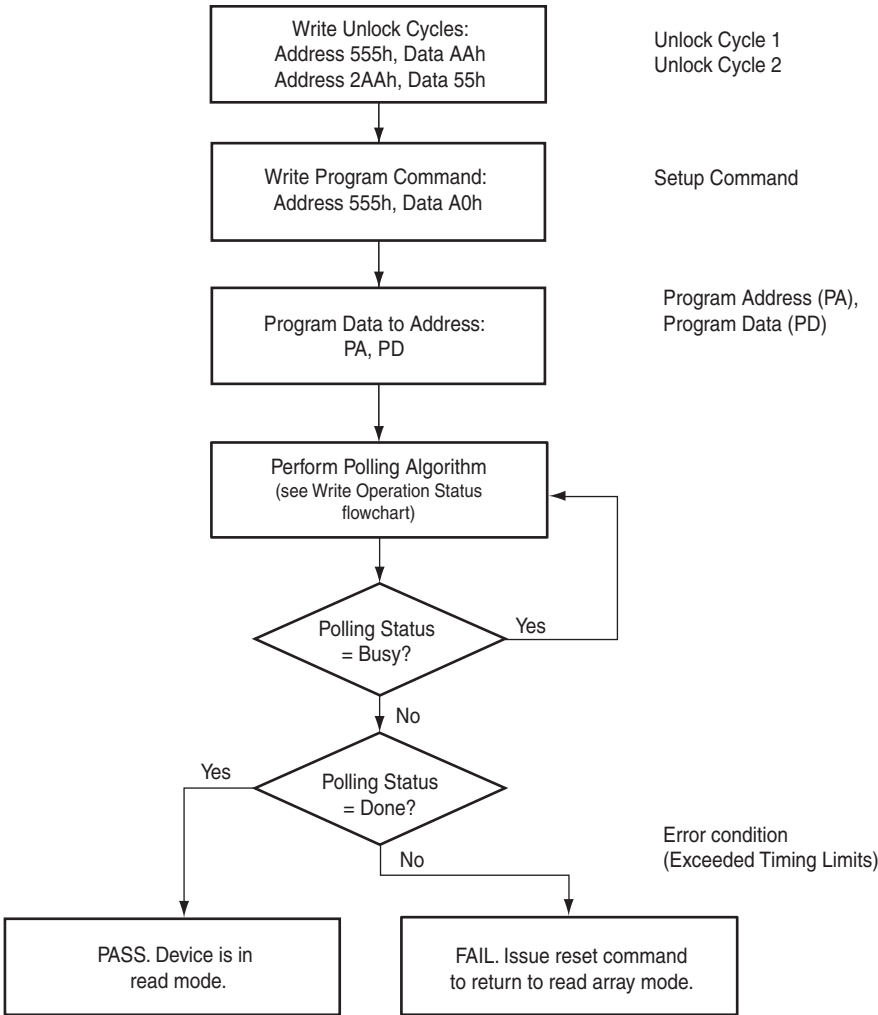 Write Unlock Cycles:
Address 555h, Data AAh
Address 2AAh, Data 55h
Unlock Cycle 1
Unlock Cycle 2
Write Program Command:
Address 555h, Data A0h
Setup Command
Program Data to Address:
PA, PD
Program Address (PA),
Program Data (PD)
Perform Polling Algorithm
(see Write Operation Status
flowchart)
Polling Status
= Busy?
Yes
No
Polling Status
= Done?
Yes
No
Error condition
(Exceeded Timing Limits)
PASS. Device is in
read mode.
FAIL. Issue reset command
to return to read array mode.